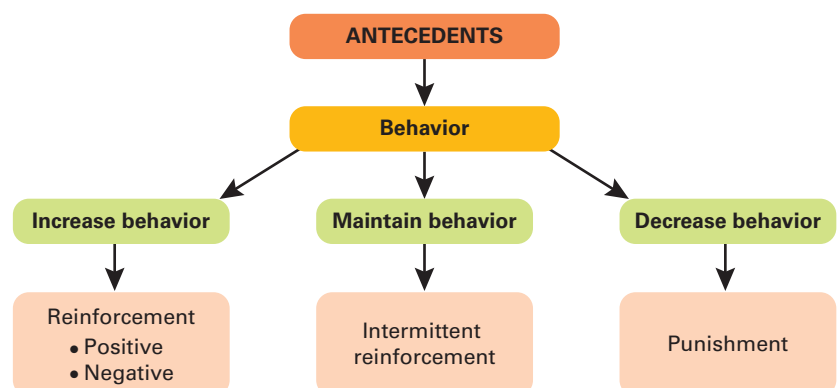 ANTECEDENTS
Behavior
Increase behavior
Maintain behavior
Decrease behavior
Reinforcement
• Positive
• Negative
Intermittent
reinforcement
Punishment